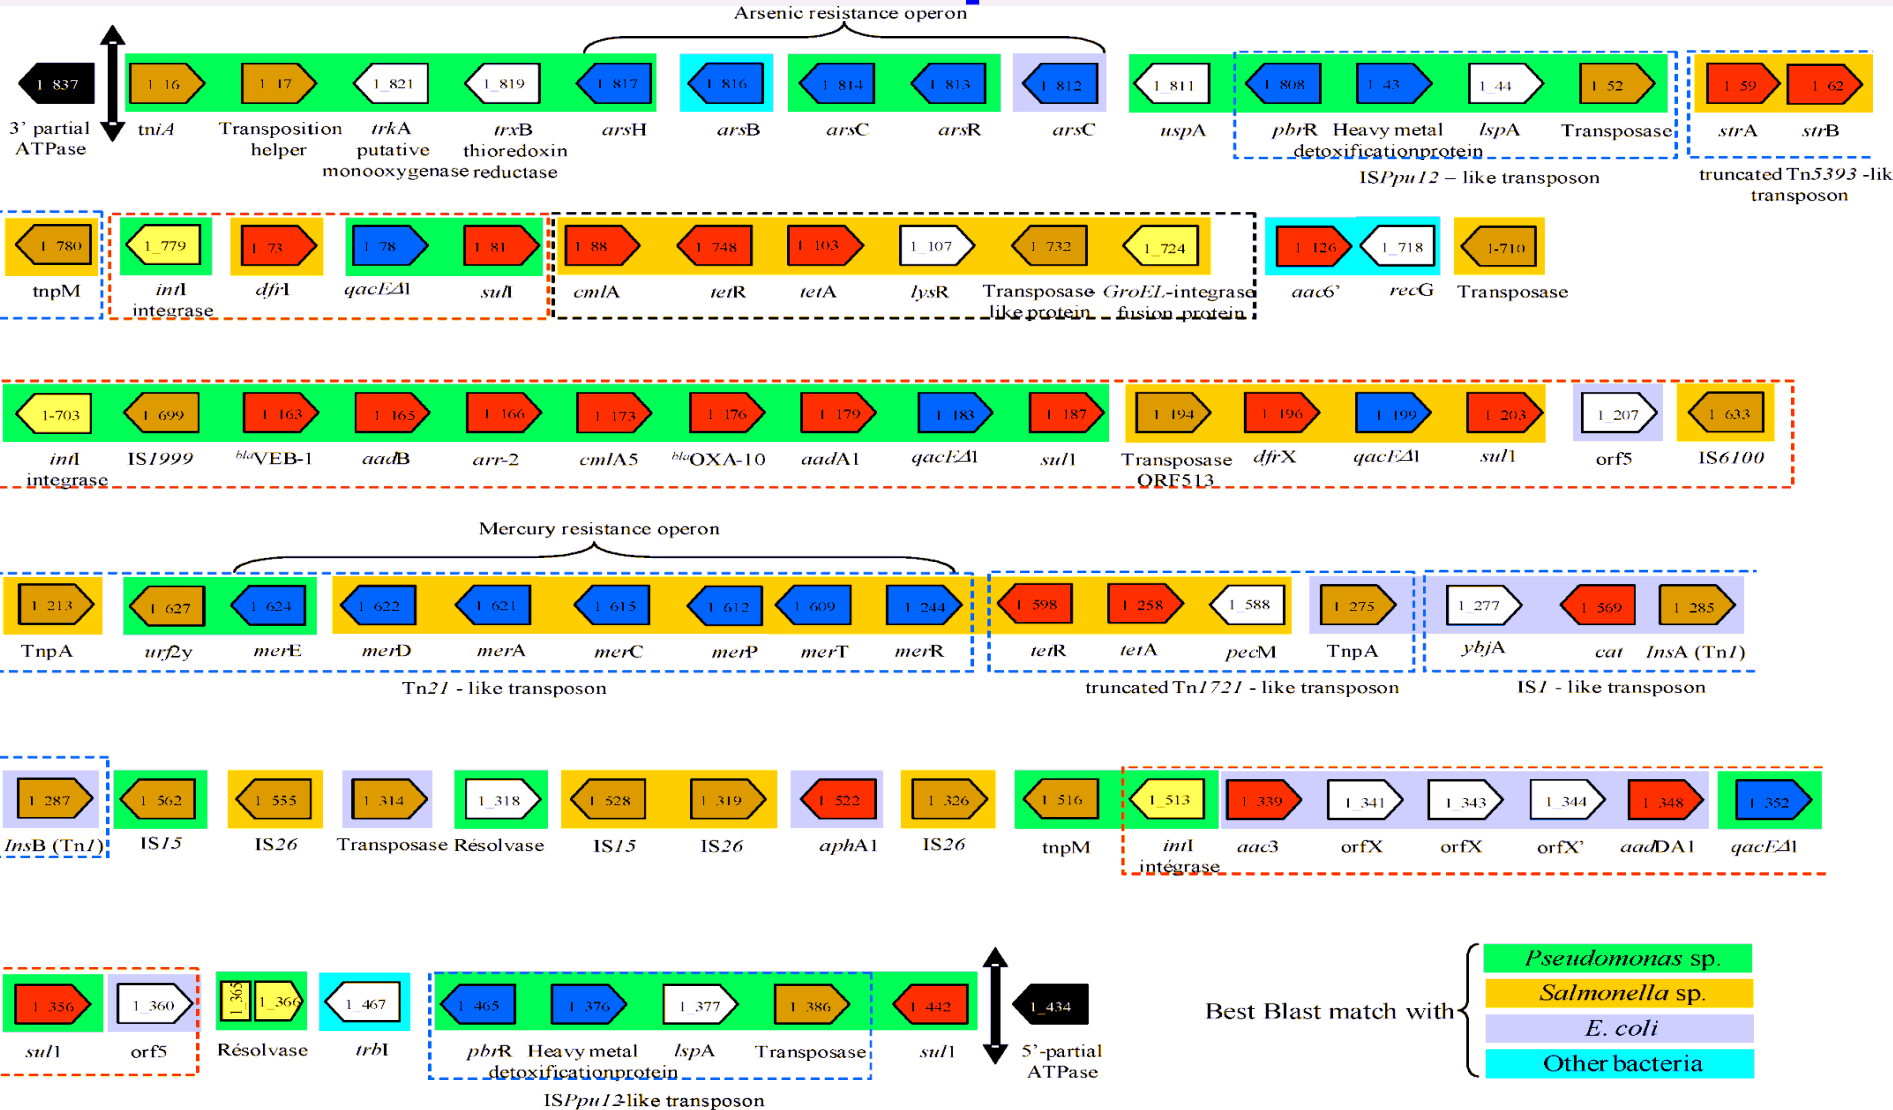 Arsenic resistance operon
1_837 1_16 1_17 1_821 1_819 1_817 1_816 1_814 1_813 1_812 1_811 1_808 1_43 1_44 1_52 1_59 1_62
3' partial ATPase tniA Transposition helper trkA putative monooxygenase trxB thioredoxin reductase arsH arsB arsC arsR arsC uspA pbrR Heavy metal detoxificationprotein lspA Transposase strA strB
ISPpu12 – like transposon
truncated Tn5393 -lik
transposon
1_780 1_779 1_73 1_78 1_81 1_88 1_748 1_103 1_107 1_732 1_724 1_126 1_718 1-710
tnpM intI integrase dfrI qacEΔ1 sulI cmlA tetR tetA lysR Transposase- like protein GroEL-integrase fusion protein aac6' recG Transposase
1-703 1_699 1_163 1_165 1_166 1_173 1_176 1_179 1_183 1_187 1_194 1_196 1_199 1_203 1_207 1_633
intI integrase IS1999 blaVEB-1 aadB arr-2 cmlA5 blaOXA-10 aadA1 qacEΔ1 sul1 Transposase ORF513 dfrX qacEΔ1 sul1 orf5 IS6100
Mercury resistance operon
1_213 1_627 1_624 1_622 1_621 1_615 1_612 1_609 1_244 1_598 1_258 1_588 1_275 1_277 1_569 1_285
TnpA urf2y merE merD merA merC merP merT merR tetR tetA pecM TnpA ybjA cat InsA (Tn1)
Tn21 - like transposon
truncated Tn1721 - like transposon
IS1 - like transposon
1_287 1_562 1_555 1_314 1_318 1_528 1_319 1_522 1_326 1_516 1_513 1_339 1_341 1_343 1_344 1_348 1_352
InsB (Tn1) IS15 IS26 Transposase Résolvase IS15 IS26 aphA1 IS26 tnpM intI intégrase aac3 orfX orfX orfX' aadDA1 qacEΔ1
1_356 1_360 1_365 1_366 1_467 1_465 1_376 1_377 1_386 1_442 1_434
sul1 orf5 Résolvase trbI pbrR Heavy metal detoxificationprotein lspA Transposase sul1 5'-partial ATPase
ISPpu12-like transposon
Best Blast match with
Pseudomonas sp.
Salmonella sp.
E. coli
Other bacteria